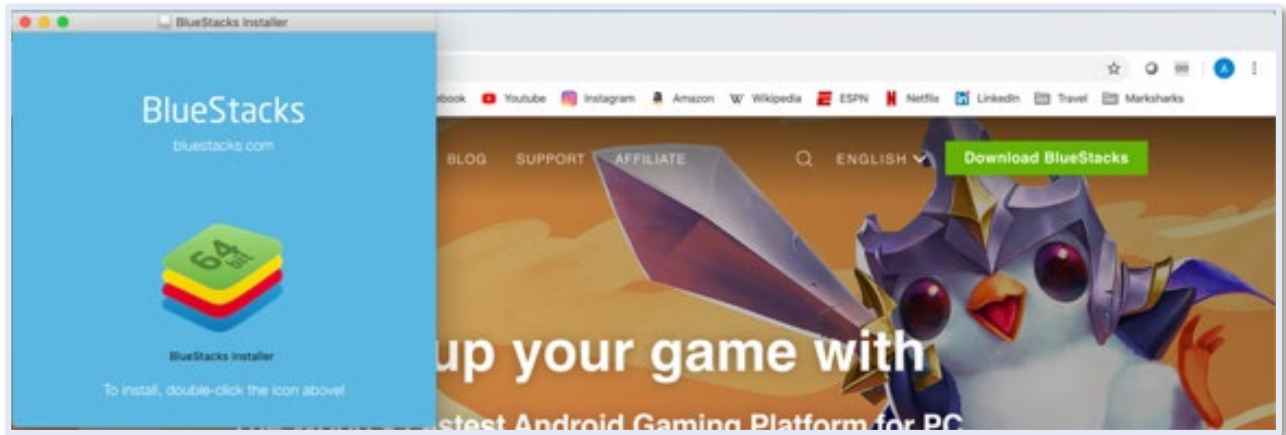 BlueStacks Installer
BlueStacks
bluestacks.com
64
bit
BlueStacks Installer
To install, double-click the icon above!
Youtube Instagram Amazon W Wikipedia ESPN N Netflix in LinkedIn Travel Marksharks
A
BLOG SUPPORT AFFILIATE ENGLISH Download BlueStacks
up your game with
Android Gaming Platform for PC